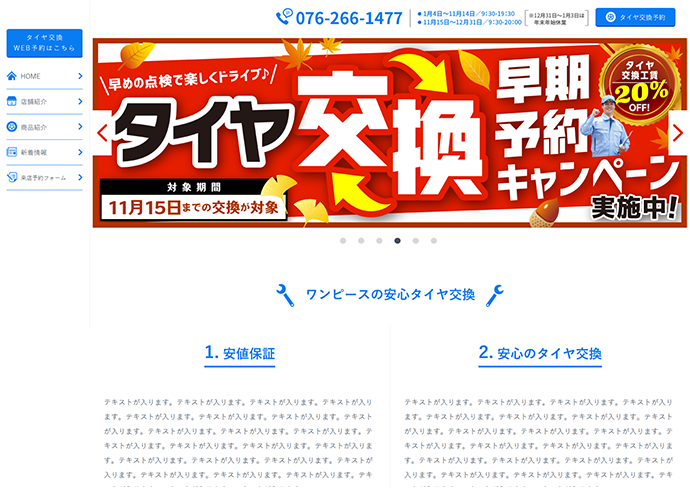 076-266-1477
1月4日～11月14日／9:30-19:30
11月15日～12月31日／9:30-20:00
※12月31日～1月3日は
年末年始休業
タイヤ交換予約
タイヤ交換
WEB予約はこちら
HOME
店舗紹介
商品紹介
新着情報
来店予約フォーム
早めの点検で楽しくドライブ♪
タイヤ交換
早期
予約
キャンペーン
実施中!
タイヤ
交換工賃
20%
OFF!
対象期間
11月15日までの交換が対象
ワンピースの安心タイヤ交換
1. 安値保証
テキストが入ります。テキストが入ります。テキストが入ります。テキストが入り
ます。テキストが入ります。テキストが入ります。テキストが入ります。テキスト
が入ります。テキストが入ります。テキストが入ります。テキストが入ります。
テキストが入ります。テキストが入ります。テキストが入ります。テキストが入り
ます。テキストが入ります。テキストが入ります。テキストが入ります。テキスト
が入ります。テキストが入ります。テキストが入ります。テキストが入ります。テキ
2. 安心のタイヤ交換
テキストが入ります。テキストが入ります。テキストが入ります。テキストが入り
ます。テキストが入ります。テキストが入ります。テキストが入ります。テキスト
が入ります。テキストが入ります。テキストが入ります。テキストが入ります。
テキストが入ります。テキストが入ります。テキストが入ります。テキストが入り
ます。テキストが入ります。テキストが入ります。テキストが入ります。テキスト
が入ります。テキストが入ります。テキストが入ります。テキストが入ります。テキ